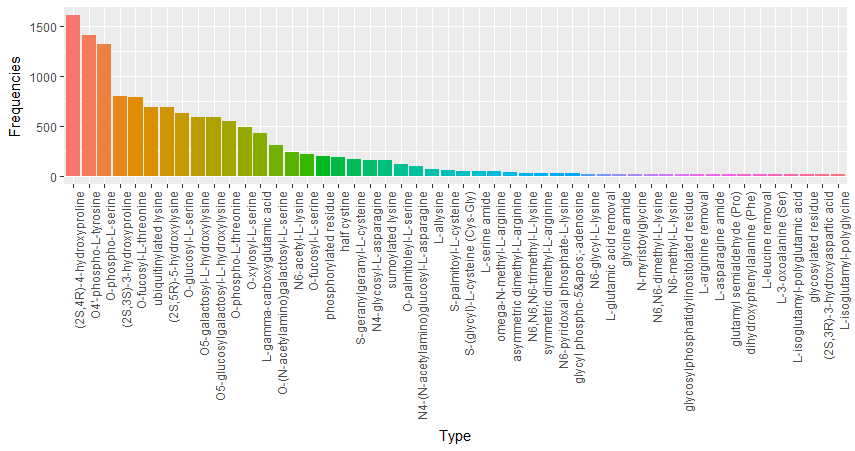 Frequencies
1500
1000
500
0
(2S,4R)-4-hydroxyproline
O4'-phospho-L-tyrosine
O-phospho-L-serine
(2S,3S)-3-hydroxyproline
O-fucosyl-L-threonine
ubiquitinylated lysine
(2S,5R)-5-hydroxylysine
O-glucosyl-L-serine
O5-galactosyl-L-hydroxylysine
O5-glucosylgalactosyl-L-hydroxylysine
O-phospho-L-threonine
O-xylosyl-L-serine
L-gamma-carboxyglutamic acid
O-(N-acetylamino)galactosyl-L-serine
N6-acetyl-L-lysine
O-fucosyl-L-serine
phosphorylated residue
half cystine
S-geranylgeranyl-L-cysteine
N4-glycosyl-L-asparagine
sumoylated lysine
O-palmitoleyl-L-serine
N4-(N-acetylamino)glucosyl-L-asparagine
L-allysine
S-palmitoyl-L-cysteine
S-(glycyl)-L-cysteine (Cys-Gly)
L-serine amide
omega-N-methyl-L-arginine
asymmetric dimethyl-L-arginine
N6,N6,N6-trimethyl-L-lysine
symmetric dimethyl-L-arginine
N6-pyridoxal phosphate-L-lysine
glycyl phospho-5&apos;-adenosine
N6-glycyl-L-lysine
L-glutamic acid removal
glycine amide
N-myristoylglycine
N6,N6-dimethyl-L-lysine
N6-methyl-L-lysine
glycosylphosphatidylinositolated residue
L-arginine removal
L-asparagine amide
glutamyl semialdehyde (Pro)
dihydroxyphenylalanine (Phe)
L-leucine removal
L-3-oxoalanine (Ser)
L-isoglutamyl-polyglutamic acid
glycosylated residue
(2S,3R)-3-hydroxyaspartic acid
L-isoglutamyl-polyglycine
Type